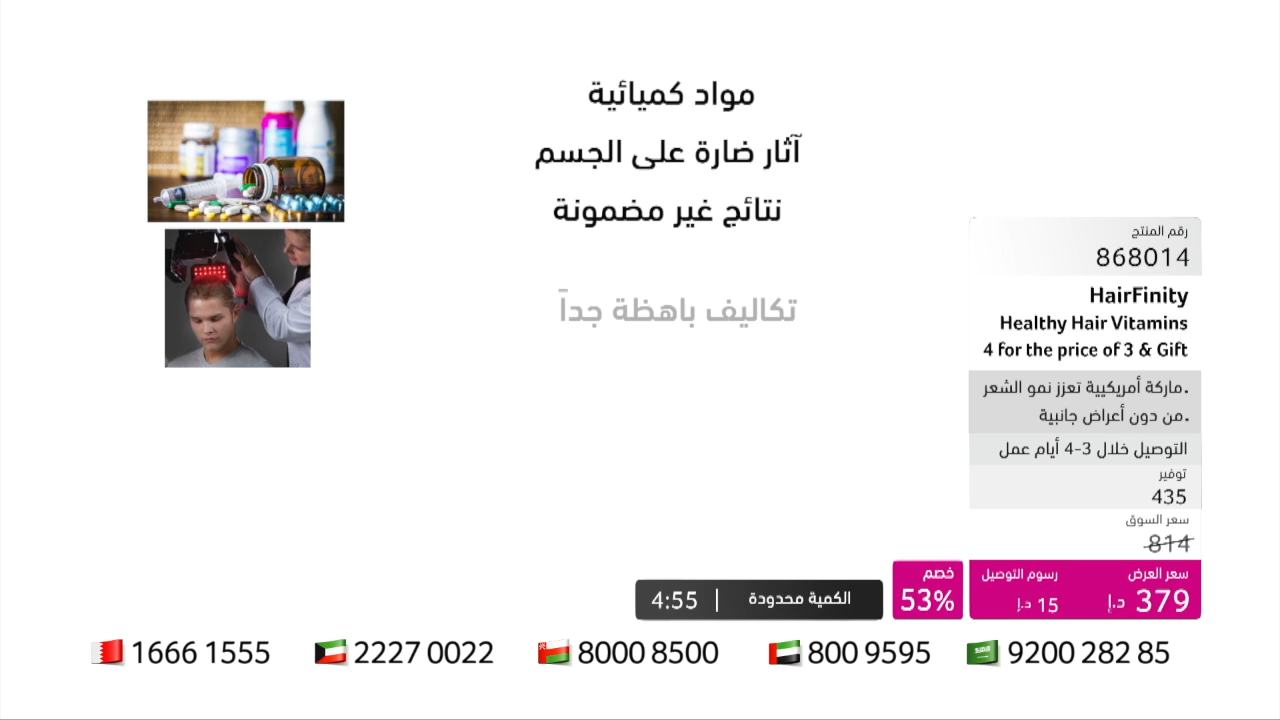 مواد كميائية
آثار ضارة على الجسم
نتائج غير مضمونة
تكاليف باهظة جداً
رقم المنتج
868014
HairFinity
Healthy Hair Vitamins
4 for the price of 3 & Gift
.ماركة أمريكيية تعزز نمو الشعر
.من دون أعراض جانبية
التوصيل خلال 3-4 أيام عمل
توفير
435
سعر السوق
814
سعر العرض
379 د.إ
رسوم التوصيل
15 د.إ
خصم
53%
الكمية محدودة | 4:55
1666 1555
2227 0022
8000 8500
800 9595
9200 282 85